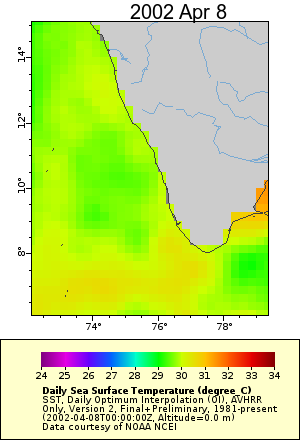 2002 Apr 8
14°
12°
10°
8°
74° 76° 78°
24 25 26 27 28 29 30 31 32 33 34
Daily Sea Surface Temperature (degree_C)
SST, Daily Optimum Interpolation (OI), AVHRR
Only, Version 2, Final+Preliminary, 1981-present
(2002-04-08T00:00:00Z, Altitude=0.0 m)
Data courtesy of NOAA NCEI